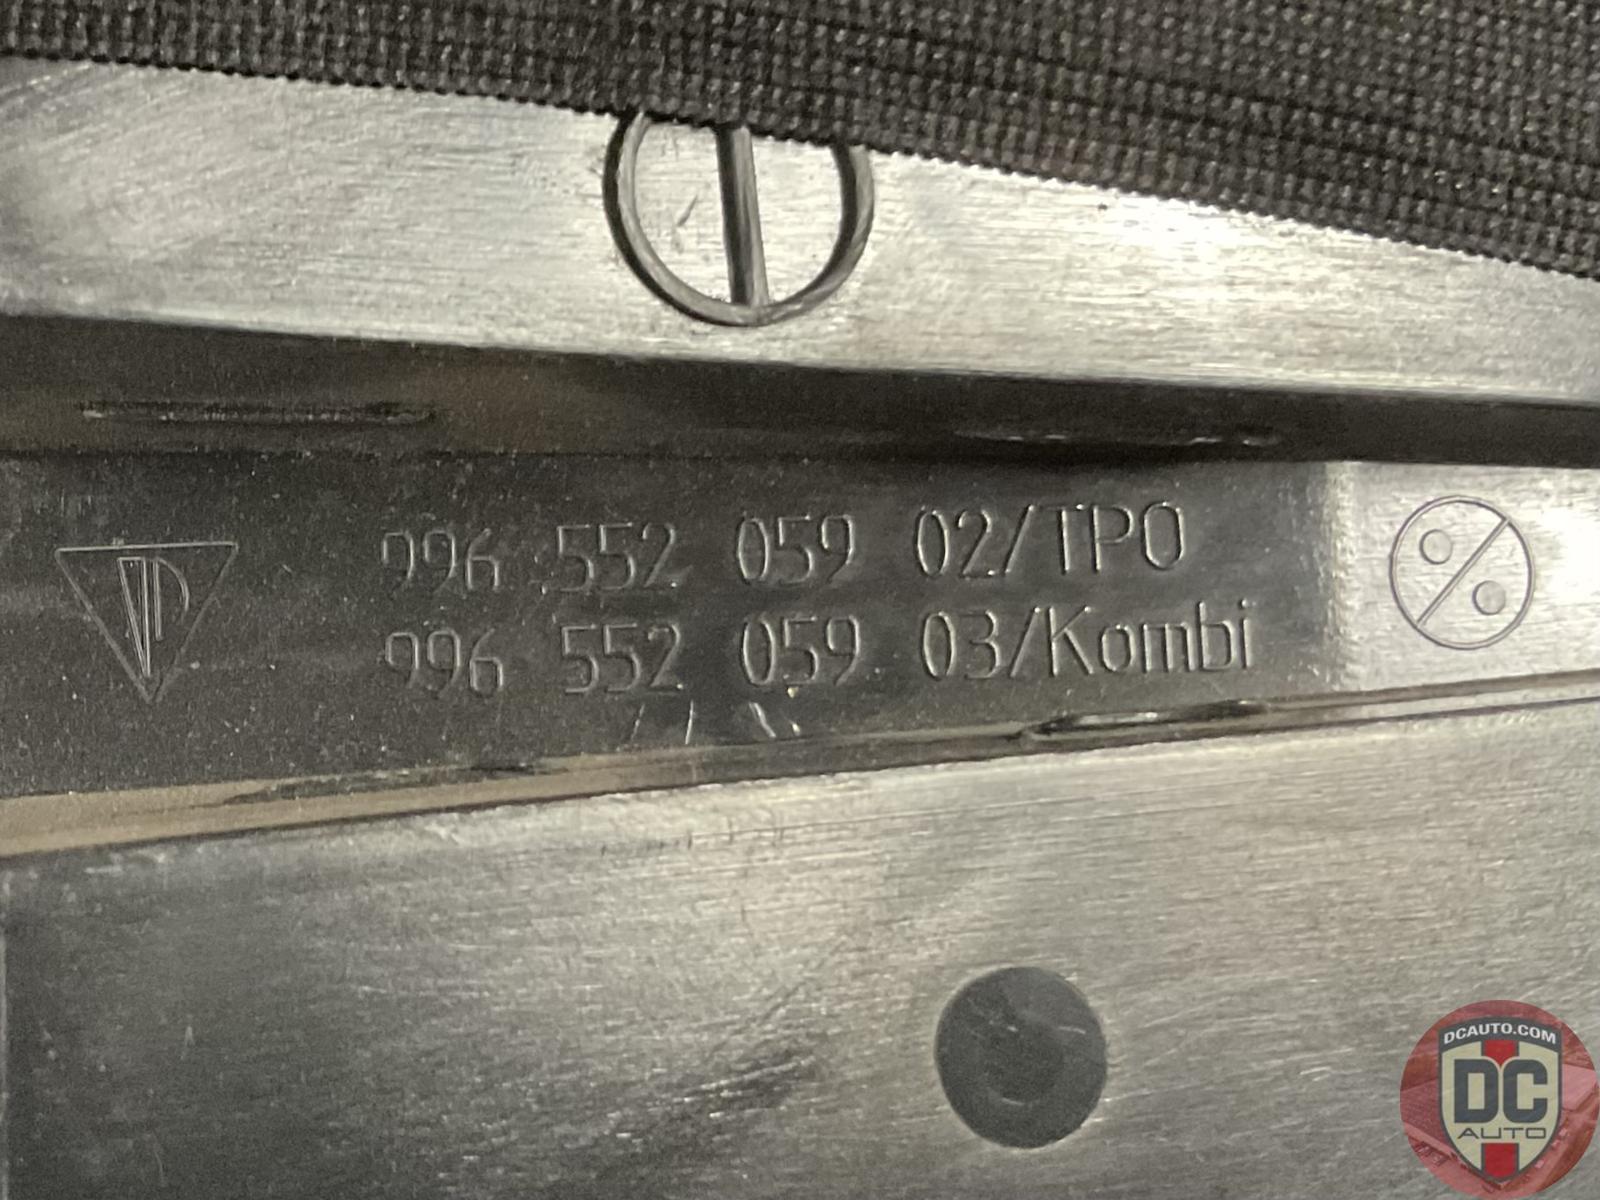 996 552 059 02/TPO
996 552 059 03/Kombi
DCAUTO.COM
DC
AUTO